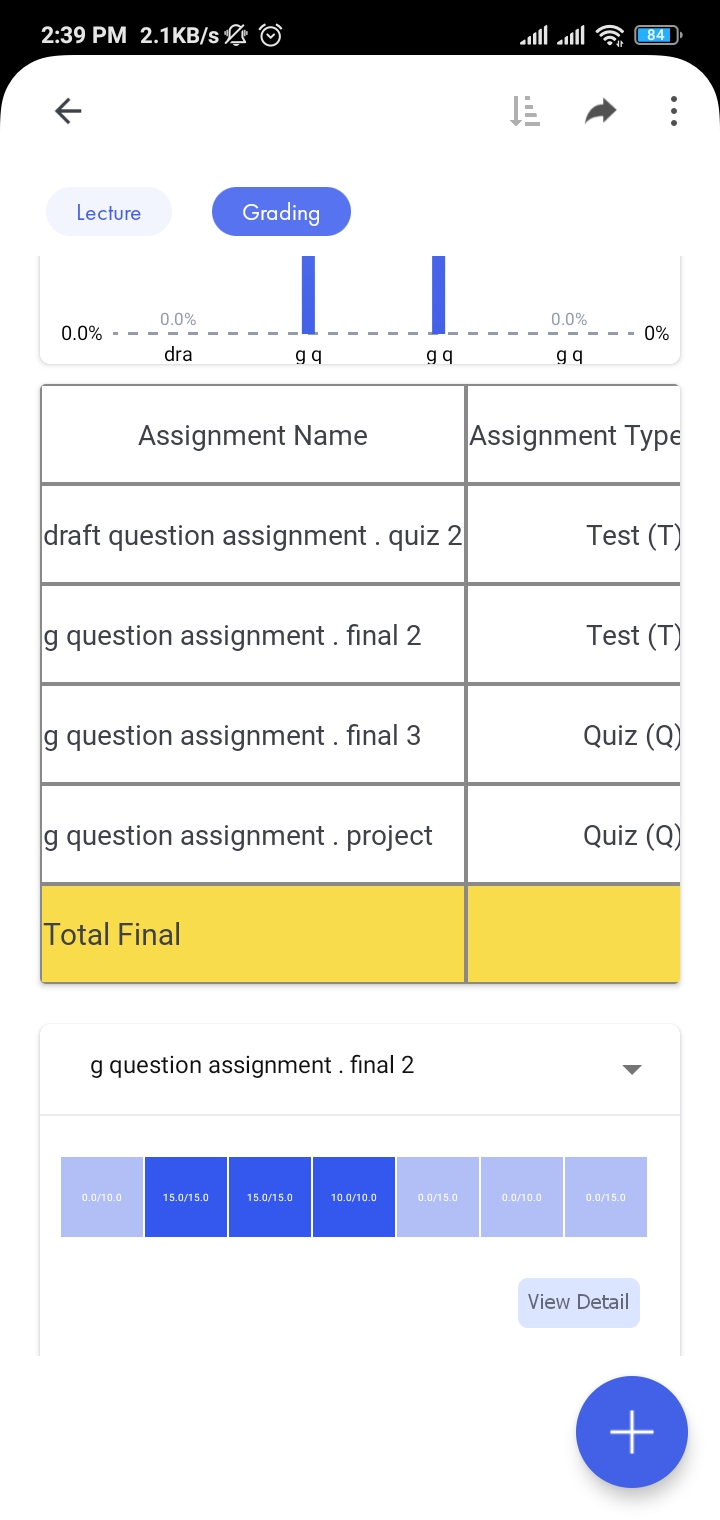 2:39 PM 2.1KB/s 84
Lecture Grading
0.0% 0.0% 0.0% 0%
dra g q g q g q
Assignment Name Assignment Type
draft question assignment . quiz 2 Test (T)
g question assignment . final 2 Test (T)
g question assignment . final 3 Quiz (Q)
g question assignment . project Quiz (Q)
Total Final
g question assignment . final 2
0.0/10.0 15.0/15.0 15.0/15.0 10.0/10.0 0.0/15.0 0.0/10.0 0.0/15.0
View Detail